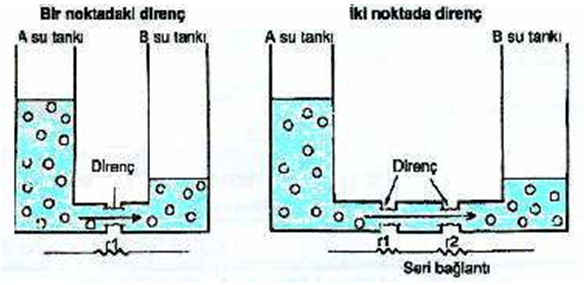 Bir noktadaki direnç
A su tankı B su tankı
Direnç
r1
İki noktada direnç
A su tankı B su tankı
Direnç
r1 r2
Seri bağlantı